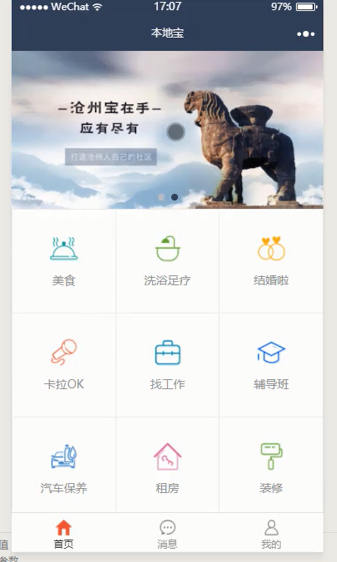 WeChat
17:07
97%
本地宝
沧州宝在手
应有尽有
打造沧州人自己的社区
美食
洗浴足疗
结婚啦
卡拉OK
找工作
辅导班
汽车保养
租房
装修
首页
消息
我的
值